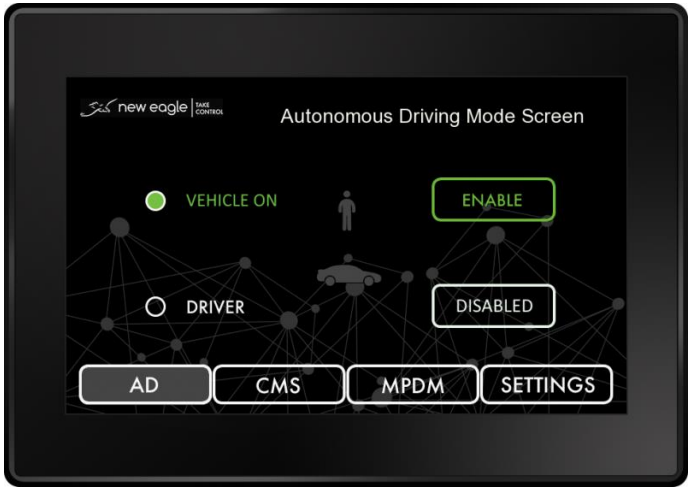 new eagle TAKE CONTROL
Autonomous Driving Mode Screen
VEHICLE ON
ENABLE
DRIVER
DISABLED
AD
CMS
MPDM
SETTINGS